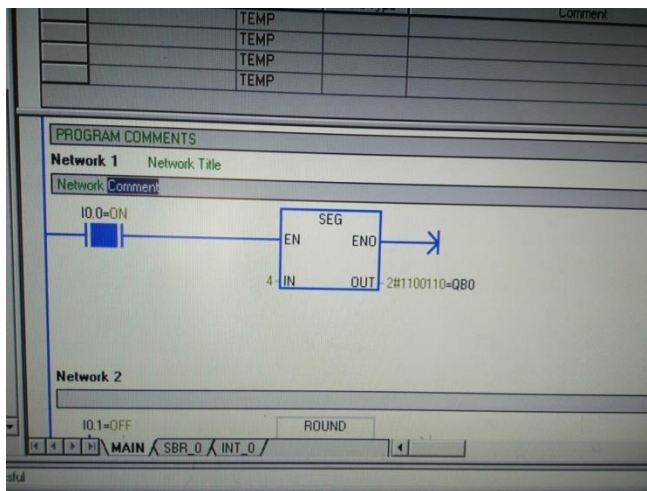 Comment
TEMP
TEMP
TEMP
TEMP
PROGRAM COMMENTS
Network 1 Network Title
Network Comment
I0.0=ON
SEG
EN ENO
4 IN OUT 2#1100110=QB0
Network 2
I0.1=OFF ROUND
MAIN SBR_0 INT_0